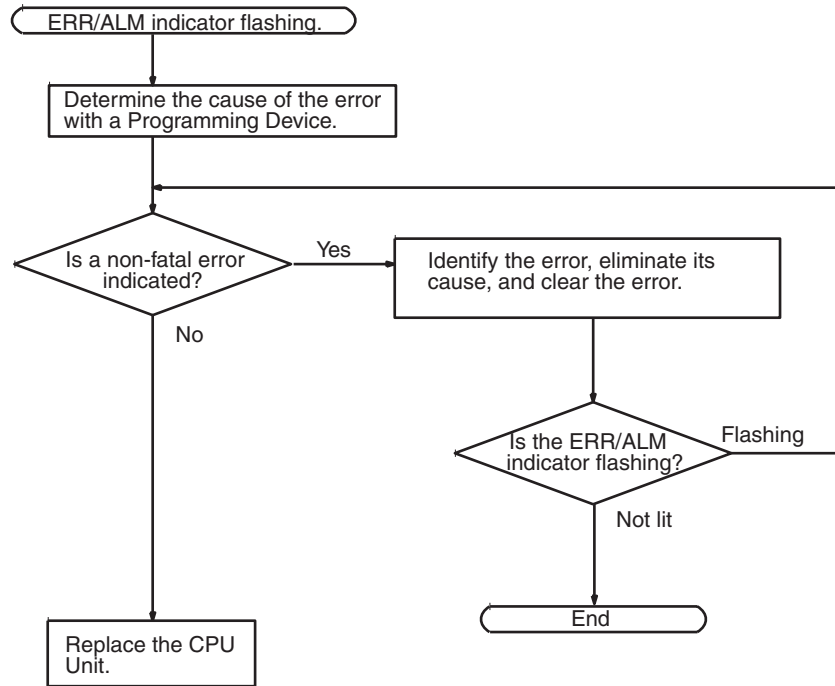 ERR/ALM indicator flashing.
Determine the cause of the error
with a Programming Device.
Is a non-fatal error
indicated?
Yes
Identify the error, eliminate its
cause, and clear the error.
No
Is the ERR/ALM
indicator flashing?
Flashing
Not lit
End
Replace the CPU
Unit.